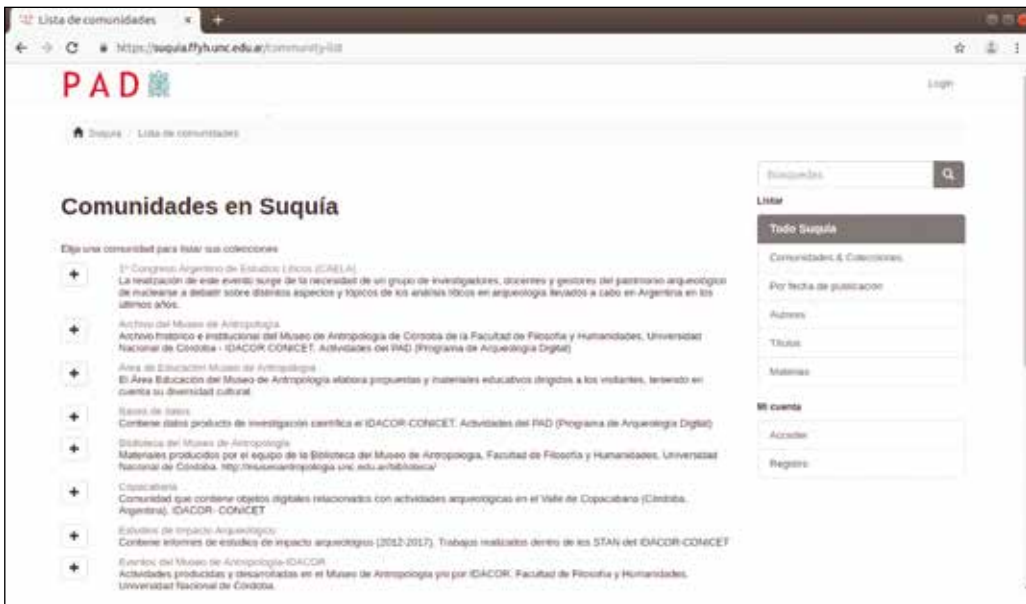 Lista de comunidades
https://suquia.ffyh.unc.edu.ar/community-list
PAD
Login
Suquía / Lista de comunidades
Búsquedas
Comunidades en Suquía
Listar
Todo Suquía
Elija una comunidad para listar sus colecciones
Comunidades & Colecciones
1º Congreso Argentino de Estudios Líticos (CAELA)
La realización de este evento surge de la necesidad de un grupo de investigadores, docentes y gestores del patrimonio arqueológico
de nuclearse a debatir sobre distintos aspectos y tópicos de los análisis líticos en arqueología llevados a cabo en Argentina en los
últimos años.
Por fecha de publicación
Autores
Archivo del Museo de Antropología
Archivo histórico e institucional del Museo de Antropología de Córdoba de la Facultad de Filosofía y Humanidades, Universidad
Nacional de Córdoba - IDACOR CONICET. Actividades del PAD (Programa de Arqueología Digital)
Títulos
Materias
Área de Educación Museo de Antropología
El Área Educación del Museo de Antropología elabora propuestas y materiales educativos dirigidos a los visitantes, teniendo en
cuenta su diversidad cultural.
Mi cuenta
Bases de datos
Contiene datos producto de investigación científica el IDACOR-CONICET. Actividades del PAD (Programa de Arqueología Digital)
Acceder
Biblioteca del Museo de Antropología
Materiales producidos por el equipo de la Biblioteca del Museo de Antropología, Facultad de Filosofía y Humanidades, Universidad
Nacional de Córdoba. http://museoantropologia.unc.edu.ar/biblioteca/
Registro
Copacabana
Comunidad que contiene objetos digitales relacionados con actividades arqueológicas en el Valle de Copacabana (Córdoba,
Argentina). IDACOR- CONICET
Estudios de Impacto Arqueológico
Contiene informes de estudios de impacto arqueológico (2012-2017). Trabajos realizados dentro de los STAN del IDACOR-CONICET
Eventos del Museo de Antropología-IDACOR
Actividades producidas y desarrolladas en el Museo de Antropología y/o por IDACOR. Facultad de Filosofía y Humanidades,
Universidad Nacional de Córdoba.